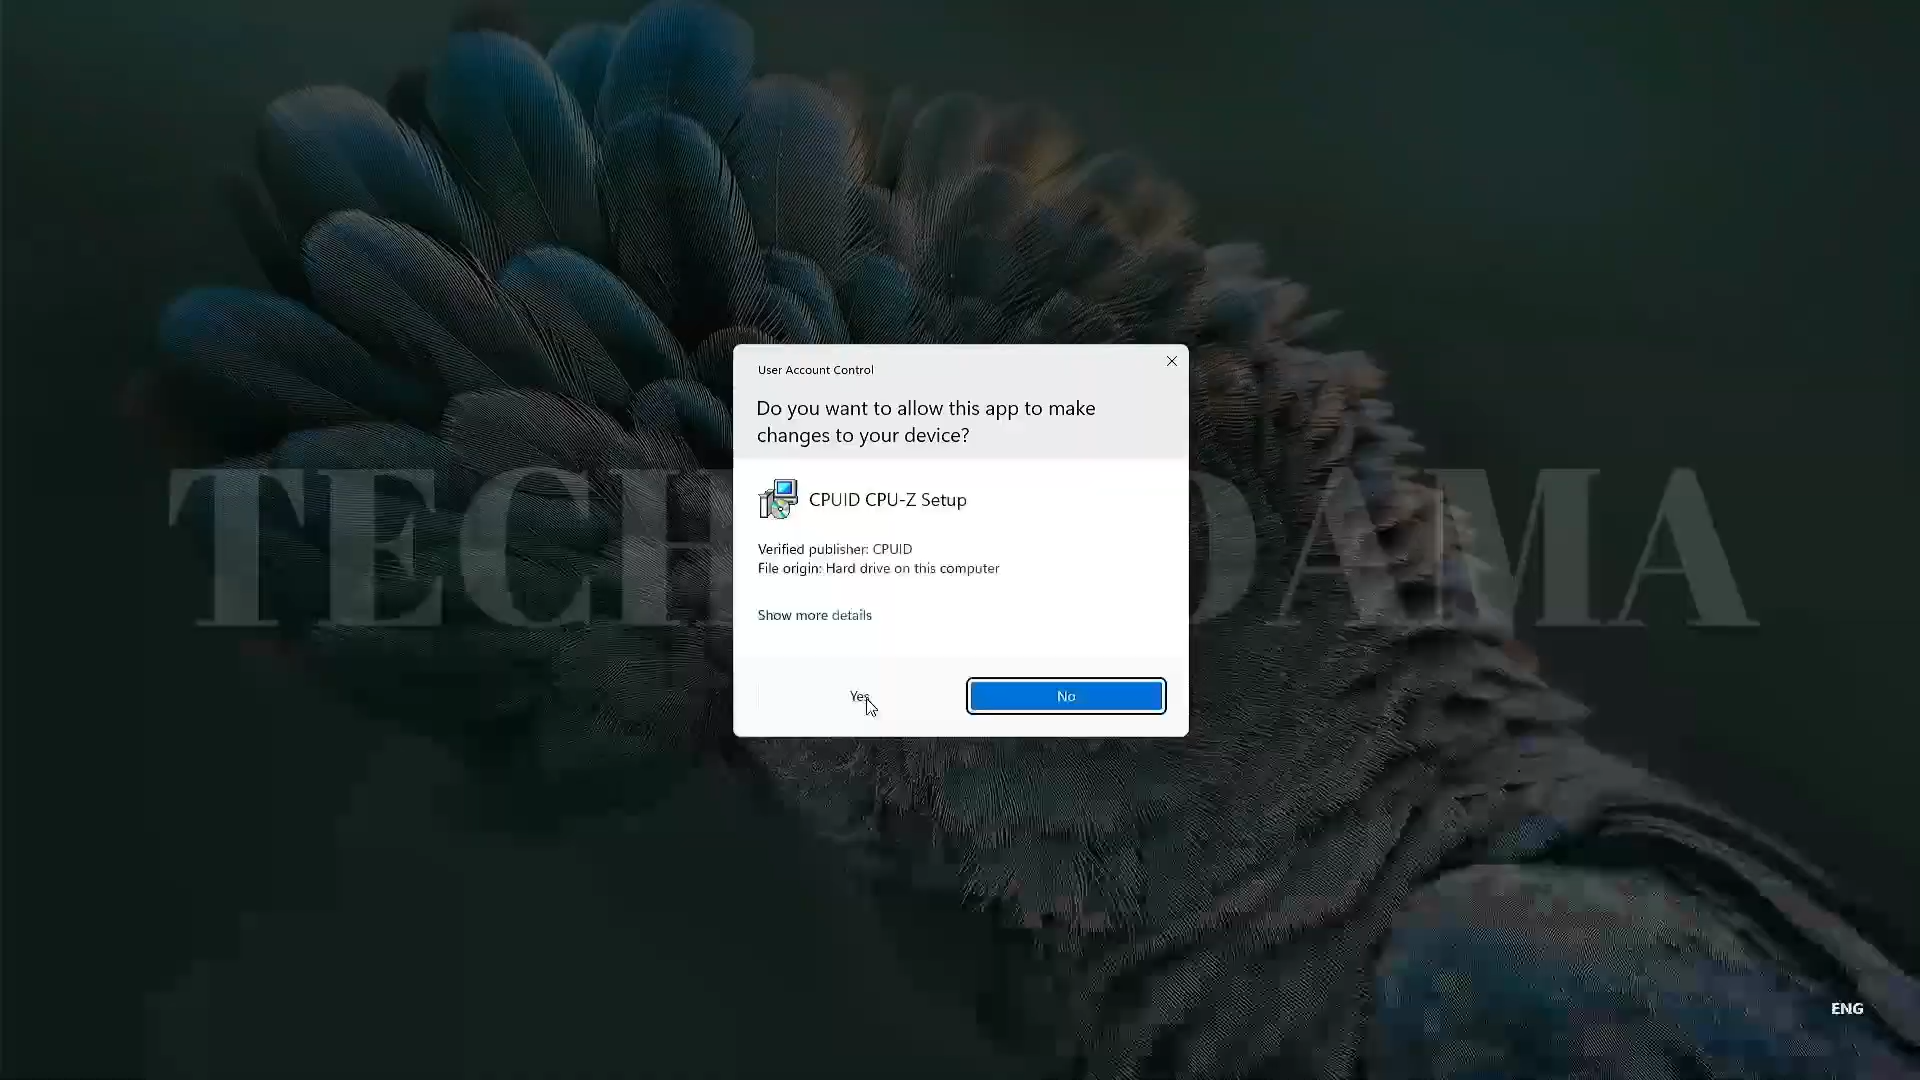 User Account Control
Do you want to allow this app to make
changes to your device?
CPUID CPU-Z Setup
Verified publisher: CPUID
File origin: Hard drive on this computer
Show more details
Yes
No
ENG